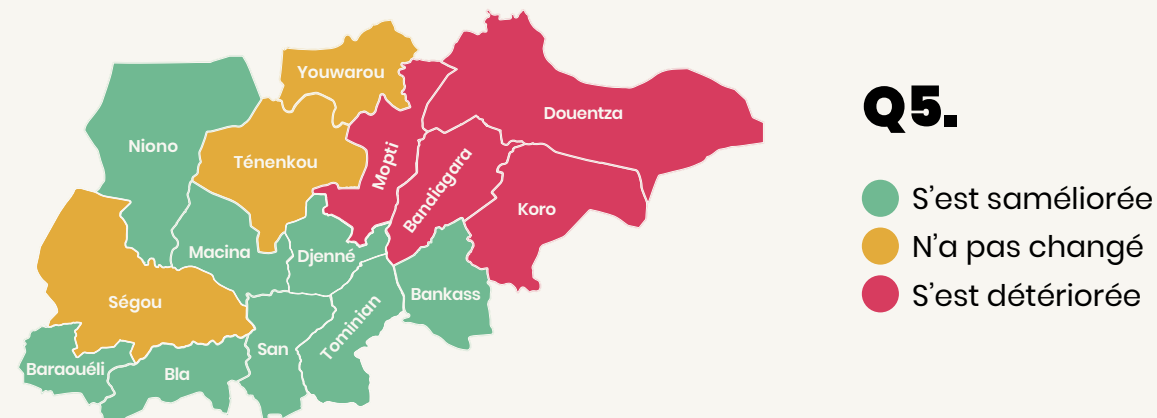 Youwarou
Douentza
Niono
Ténenkou
Mopti
Bandiagara
Koro
Macina
Djenné
Ségou
Bankass
Tominian
San
Baraouéli
Bla
Q5.
S'est saméliorée
N'a pas changé
S'est détériorée